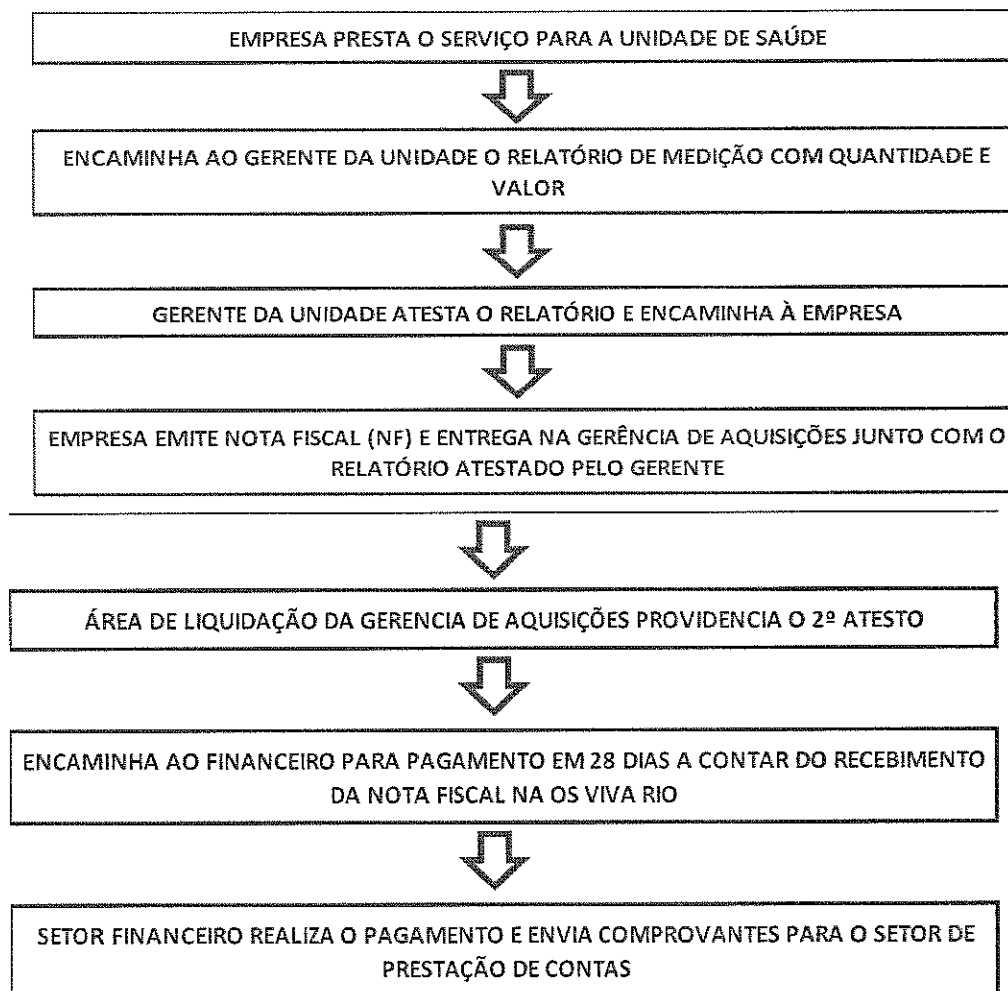 EMPRESA PRESTA O SERVIÇO PARA A UNIDADE DE SAÚDE
ENCAMINHA AO GERENTE DA UNIDADE O RELATÓRIO DE MEDIÇÃO COM QUANTIDADE E
VALOR
GERENTE DA UNIDADE ATESTA O RELATÓRIO E ENCAMINHA À EMPRESA
EMPRESA EMITE NOTA FISCAL (NF) E ENTREGA NA GERÊNCIA DE AQUISIÇÕES JUNTO COM O
RELATÓRIO ATESTADO PELO GERENTE
ÁREA DE LIQUIDAÇÃO DA GERENCIA DE AQUISIÇÕES PROVIDENCIA O 2º ATESTO
ENCAMINHA AO FINANCEIRO PARA PAGAMENTO EM 28 DIAS A CONTAR DO RECEBIMENTO
DA NOTA FISCAL NA OS VIVA RIO
SETOR FINANCEIRO REALIZA O PAGAMENTO E ENVIA COMPROVANTES PARA O SETOR DE
PRESTAÇÃO DE CONTAS